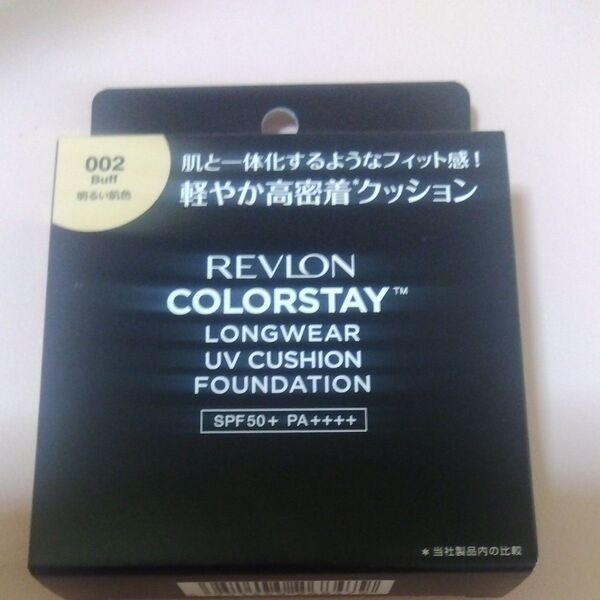 002
Buff
明るい肌色
肌と一体化するようなフィット感!
軽やか高密着*クッション
REVLON
COLORSTAY™
LONGWEAR
UV CUSHION
FOUNDATION
SPF50+ PA++++
*当社製品内の比較